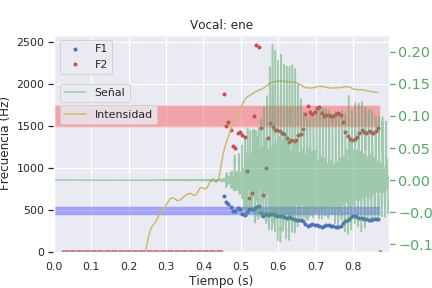 Vocal: ene
F1
F2
Señal
Intensidad
Frecuencia (Hz)
2500
2000
1500
1000
500
0
0.20
0.15
0.10
0.05
0.00
−0.0
−0.1
0.0 0.1 0.2 0.3 0.4 0.5 0.6 0.7 0.8
Tiempo (s)